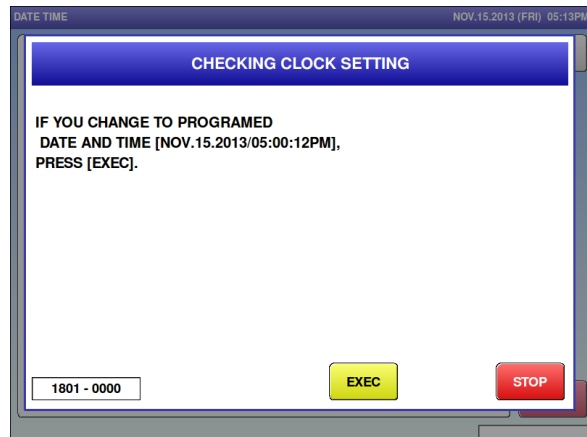 DATE TIME NOV.15.2013 (FRI) 05:13PM
CHECKING CLOCK SETTING
IF YOU CHANGE TO PROGRAMED
DATE AND TIME [NOV.15.2013/05:00:12PM],
PRESS [EXEC].
1801 - 0000 EXEC STOP